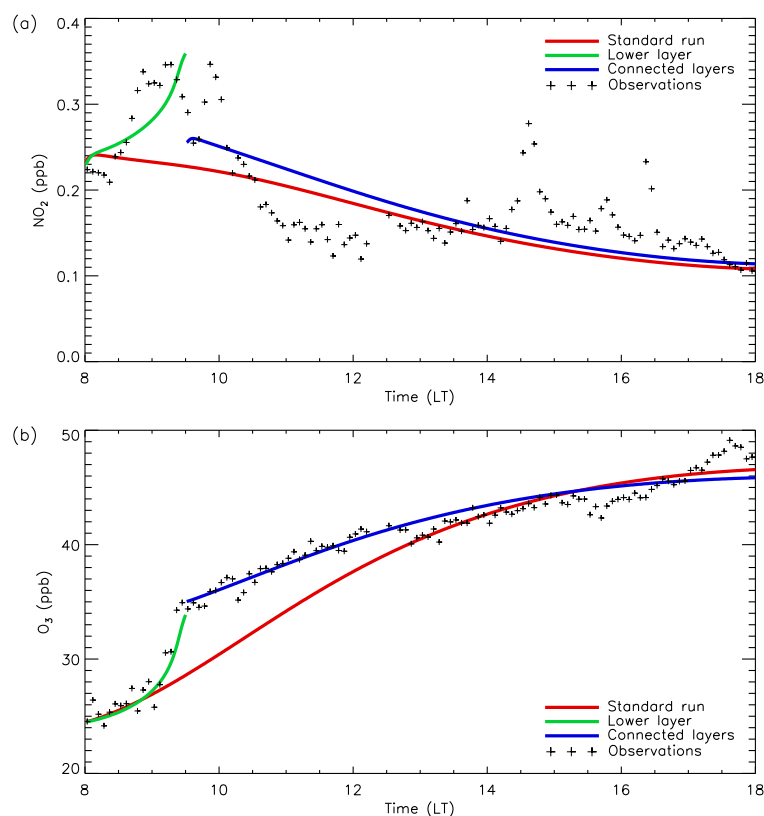 (a)
0.4
0.3
0.2
0.1
0.0
NO2 (ppb)
Standard run
Lower layer
Connected layers
+ + + Observations
8 10 12 14 16 18
Time (LT)
(b)
50
40
30
20
O3 (ppb)
Standard run
Lower layer
Connected layers
+ + + Observations
8 10 12 14 16 18
Time (LT)